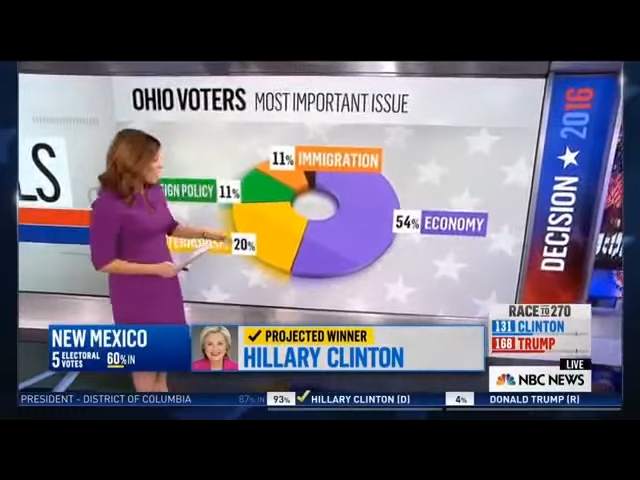 OHIO VOTERS MOST IMPORTANT ISSUE
11% IMMIGRATION
IGN POLICY 11%
54% ECONOMY
20%
LS
DECISION ★ 2016
RACE TO 270
131 CLINTON
168 TRUMP
NEW MEXICO
5 ELECTORAL VOTES 60% IN
✓ PROJECTED WINNER
HILLARY CLINTON
LIVE
NBC NEWS
PRESIDENT - DISTRICT OF COLUMBIA 87% IN 93% ✓ HILLARY CLINTON (D) 4% DONALD TRUMP (R)